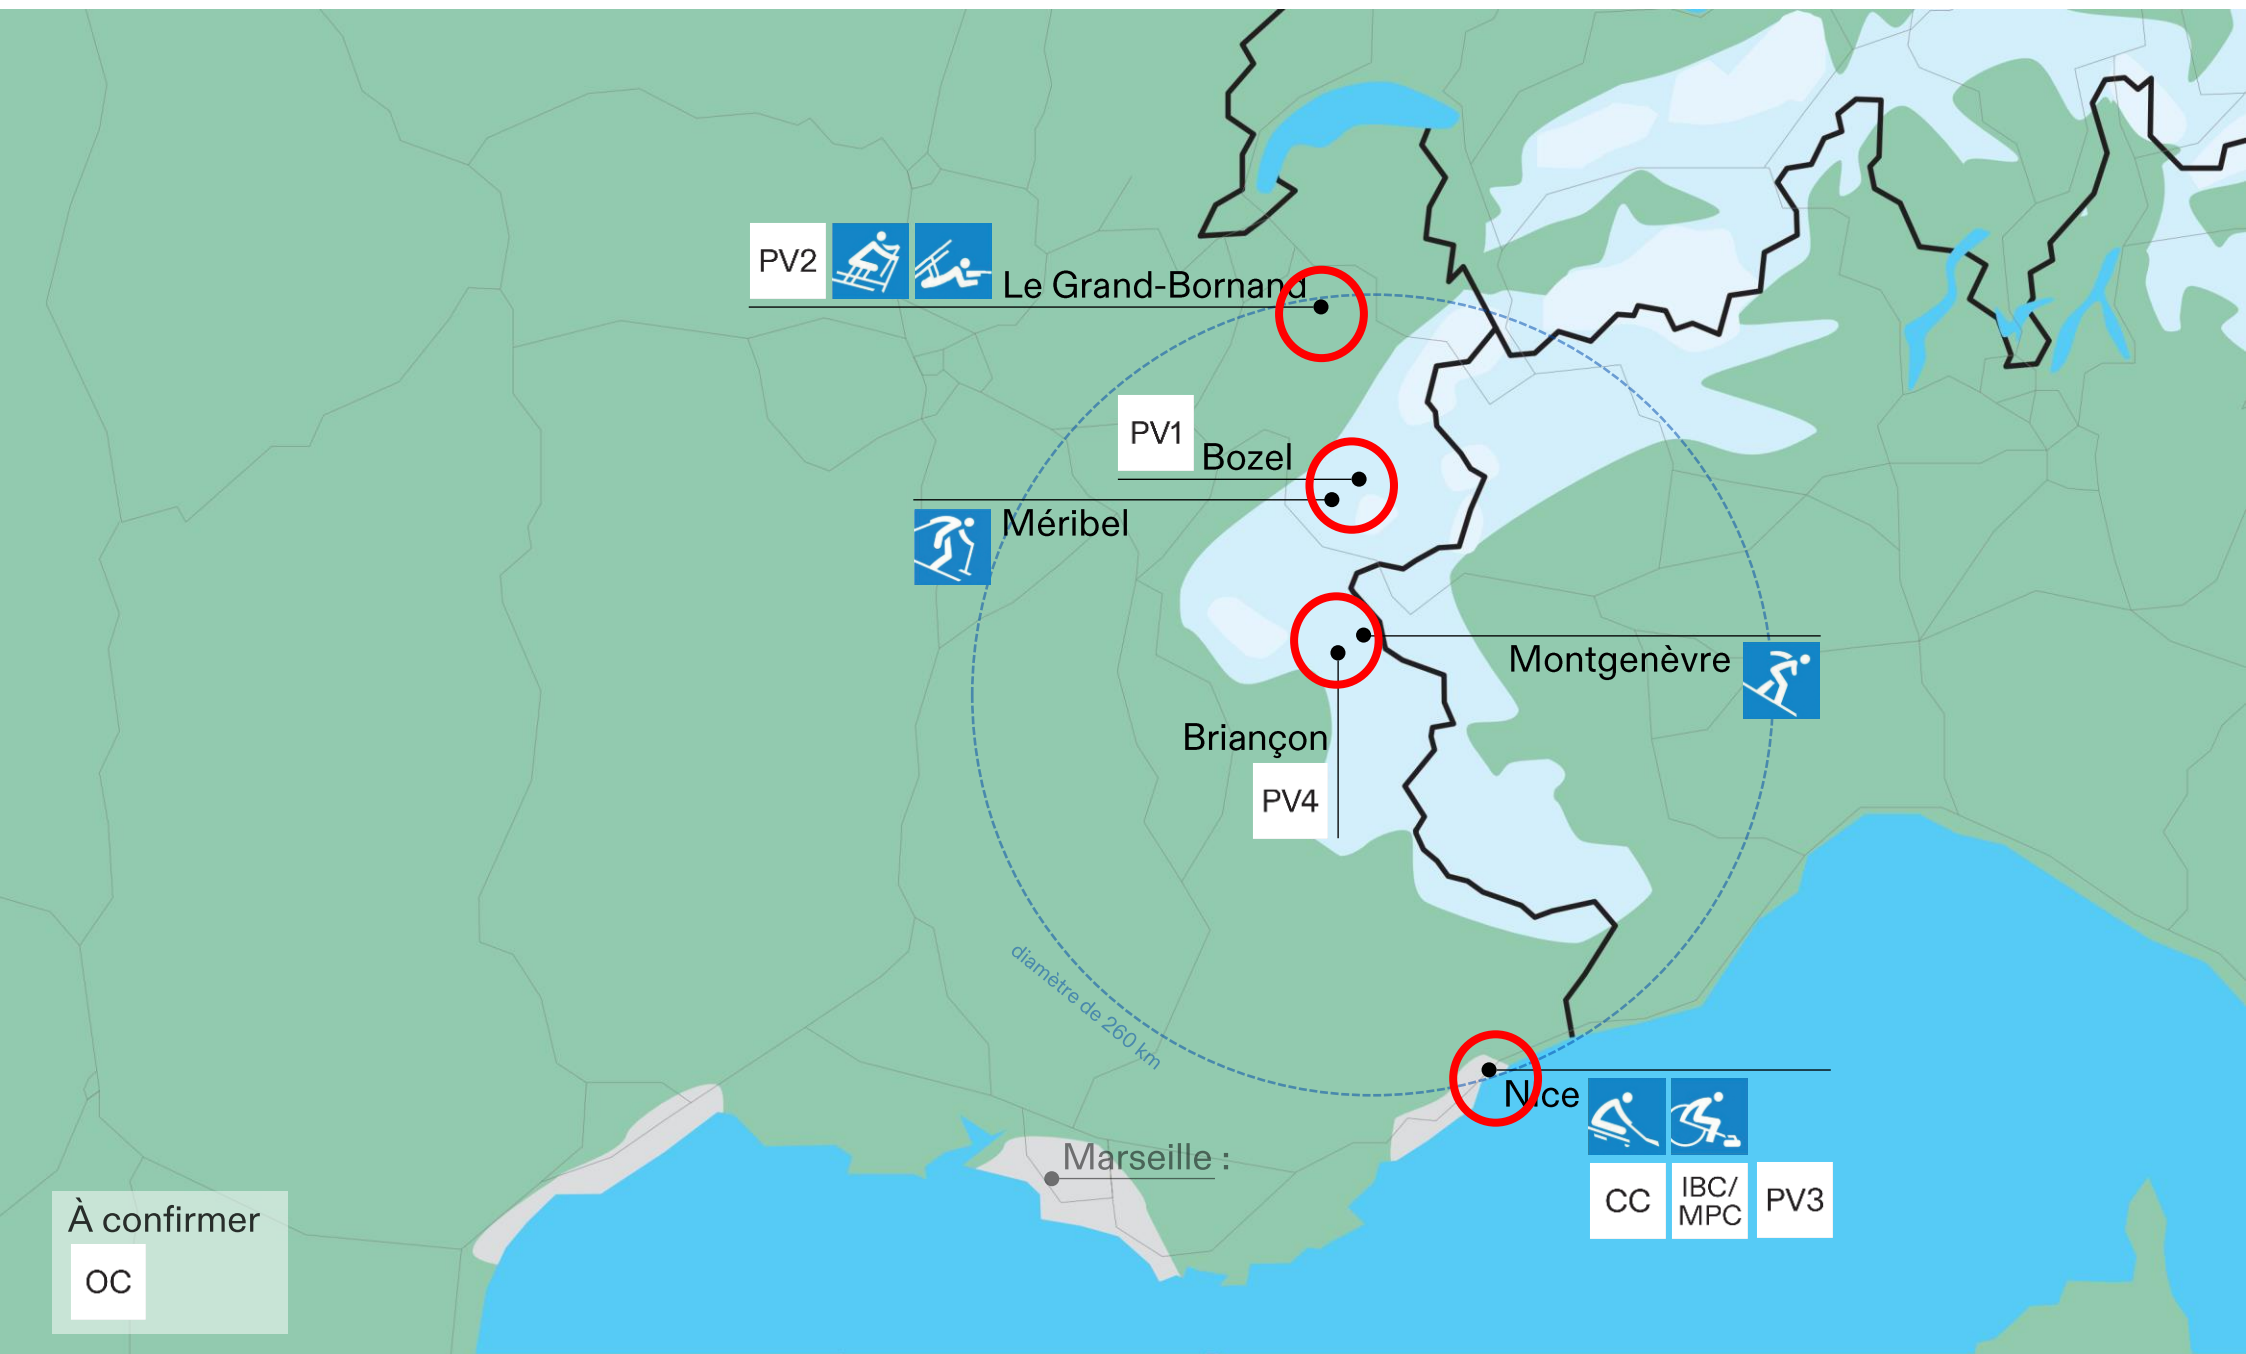 PV2
Le Grand-Bornand
PV1
Bozel
Méribel
Montgenèvre
Briançon
PV4
diamètre de 260 km
Nice
Marseille :
CC
IBC/
MPC
PV3
À confirmer
OC